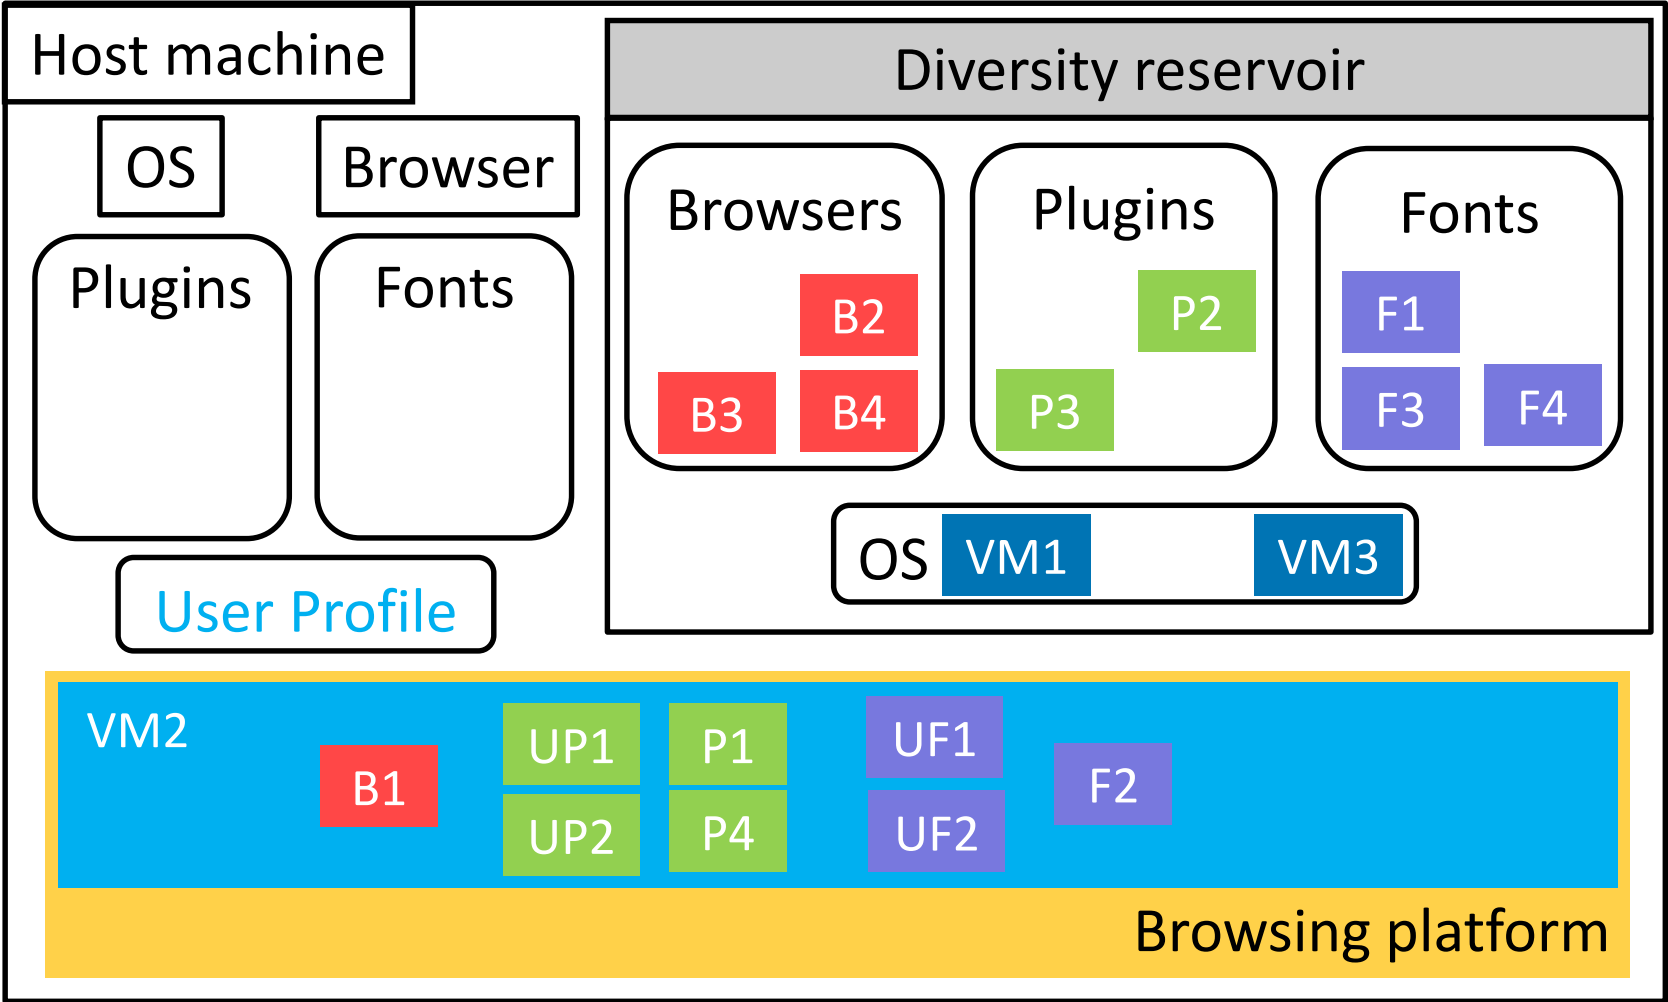 Host machine
OS
Browser
Plugins
Fonts
User Profile
Diversity reservoir
Browsers
B2
B3
B4
Plugins
P2
P3
Fonts
F1
F3
F4
OS
VM1
VM3
VM2
B1
UP1
P1
UP2
P4
UF1
UF2
F2
Browsing platform